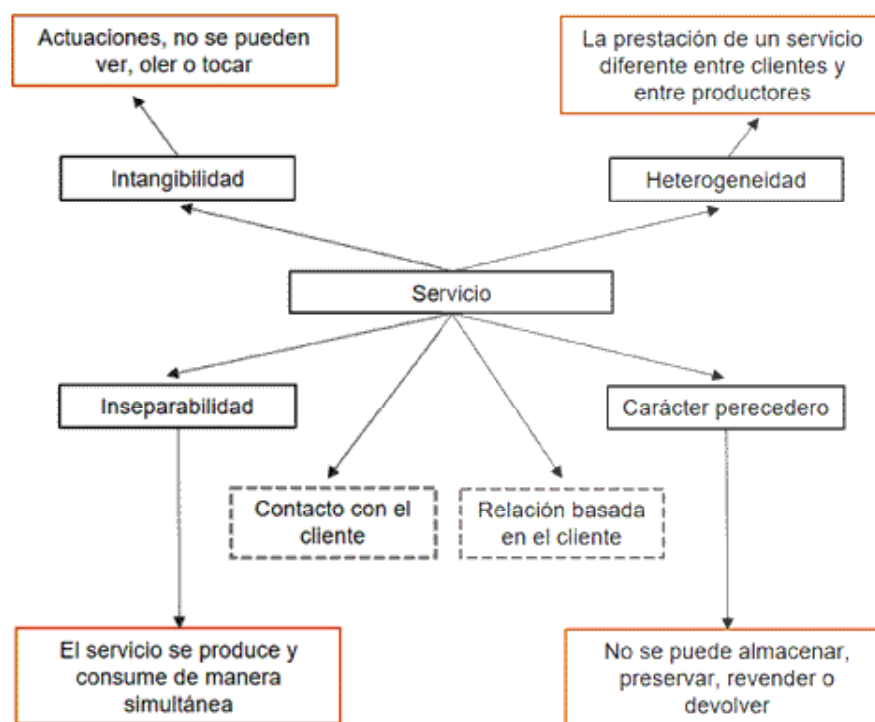 Actuaciones, no se pueden
ver, oler o tocar
La prestación de un servicio
diferente entre clientes y
entre productores
Intangibilidad
Heterogeneidad
Servicio
Inseparabilidad
Carácter perecedero
Contacto con el
cliente
Relación basada
en el cliente
El servicio se produce y
consume de manera
simultánea
No se puede almacenar,
preservar, revender o
devolver